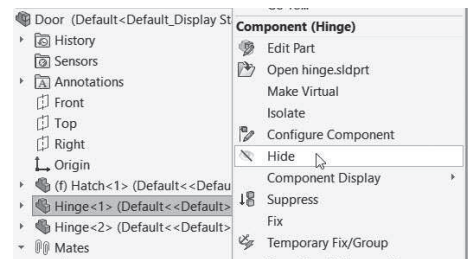 Door (Default<Default_Display St
History
Sensors
Annotations
Front
Top
Right
Origin
(f) Hatch<1> (Default<<Defau
Hinge<1> (Default<<Default>
Hinge<2> (Default<<Default>
Mates
Component (Hinge)
Edit Part
Open hinge.sldprt
Make Virtual
Isolate
Configure Component
Hide
Component Display
Suppress
Fix
Temporary Fix/Group